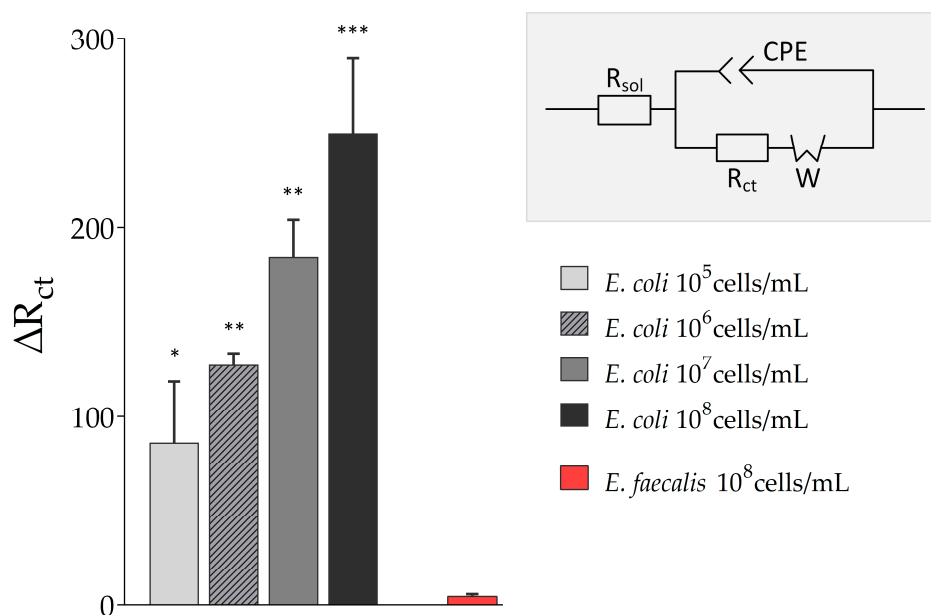 300
200
100
0
ΔRct
*
**
**
***
Rsol
CPE
Rct
W
E. coli 10⁵cells/mL
E. coli 10⁶cells/mL
E. coli 10⁷cells/mL
E. coli 10⁸cells/mL
E. faecalis 10⁸cells/mL